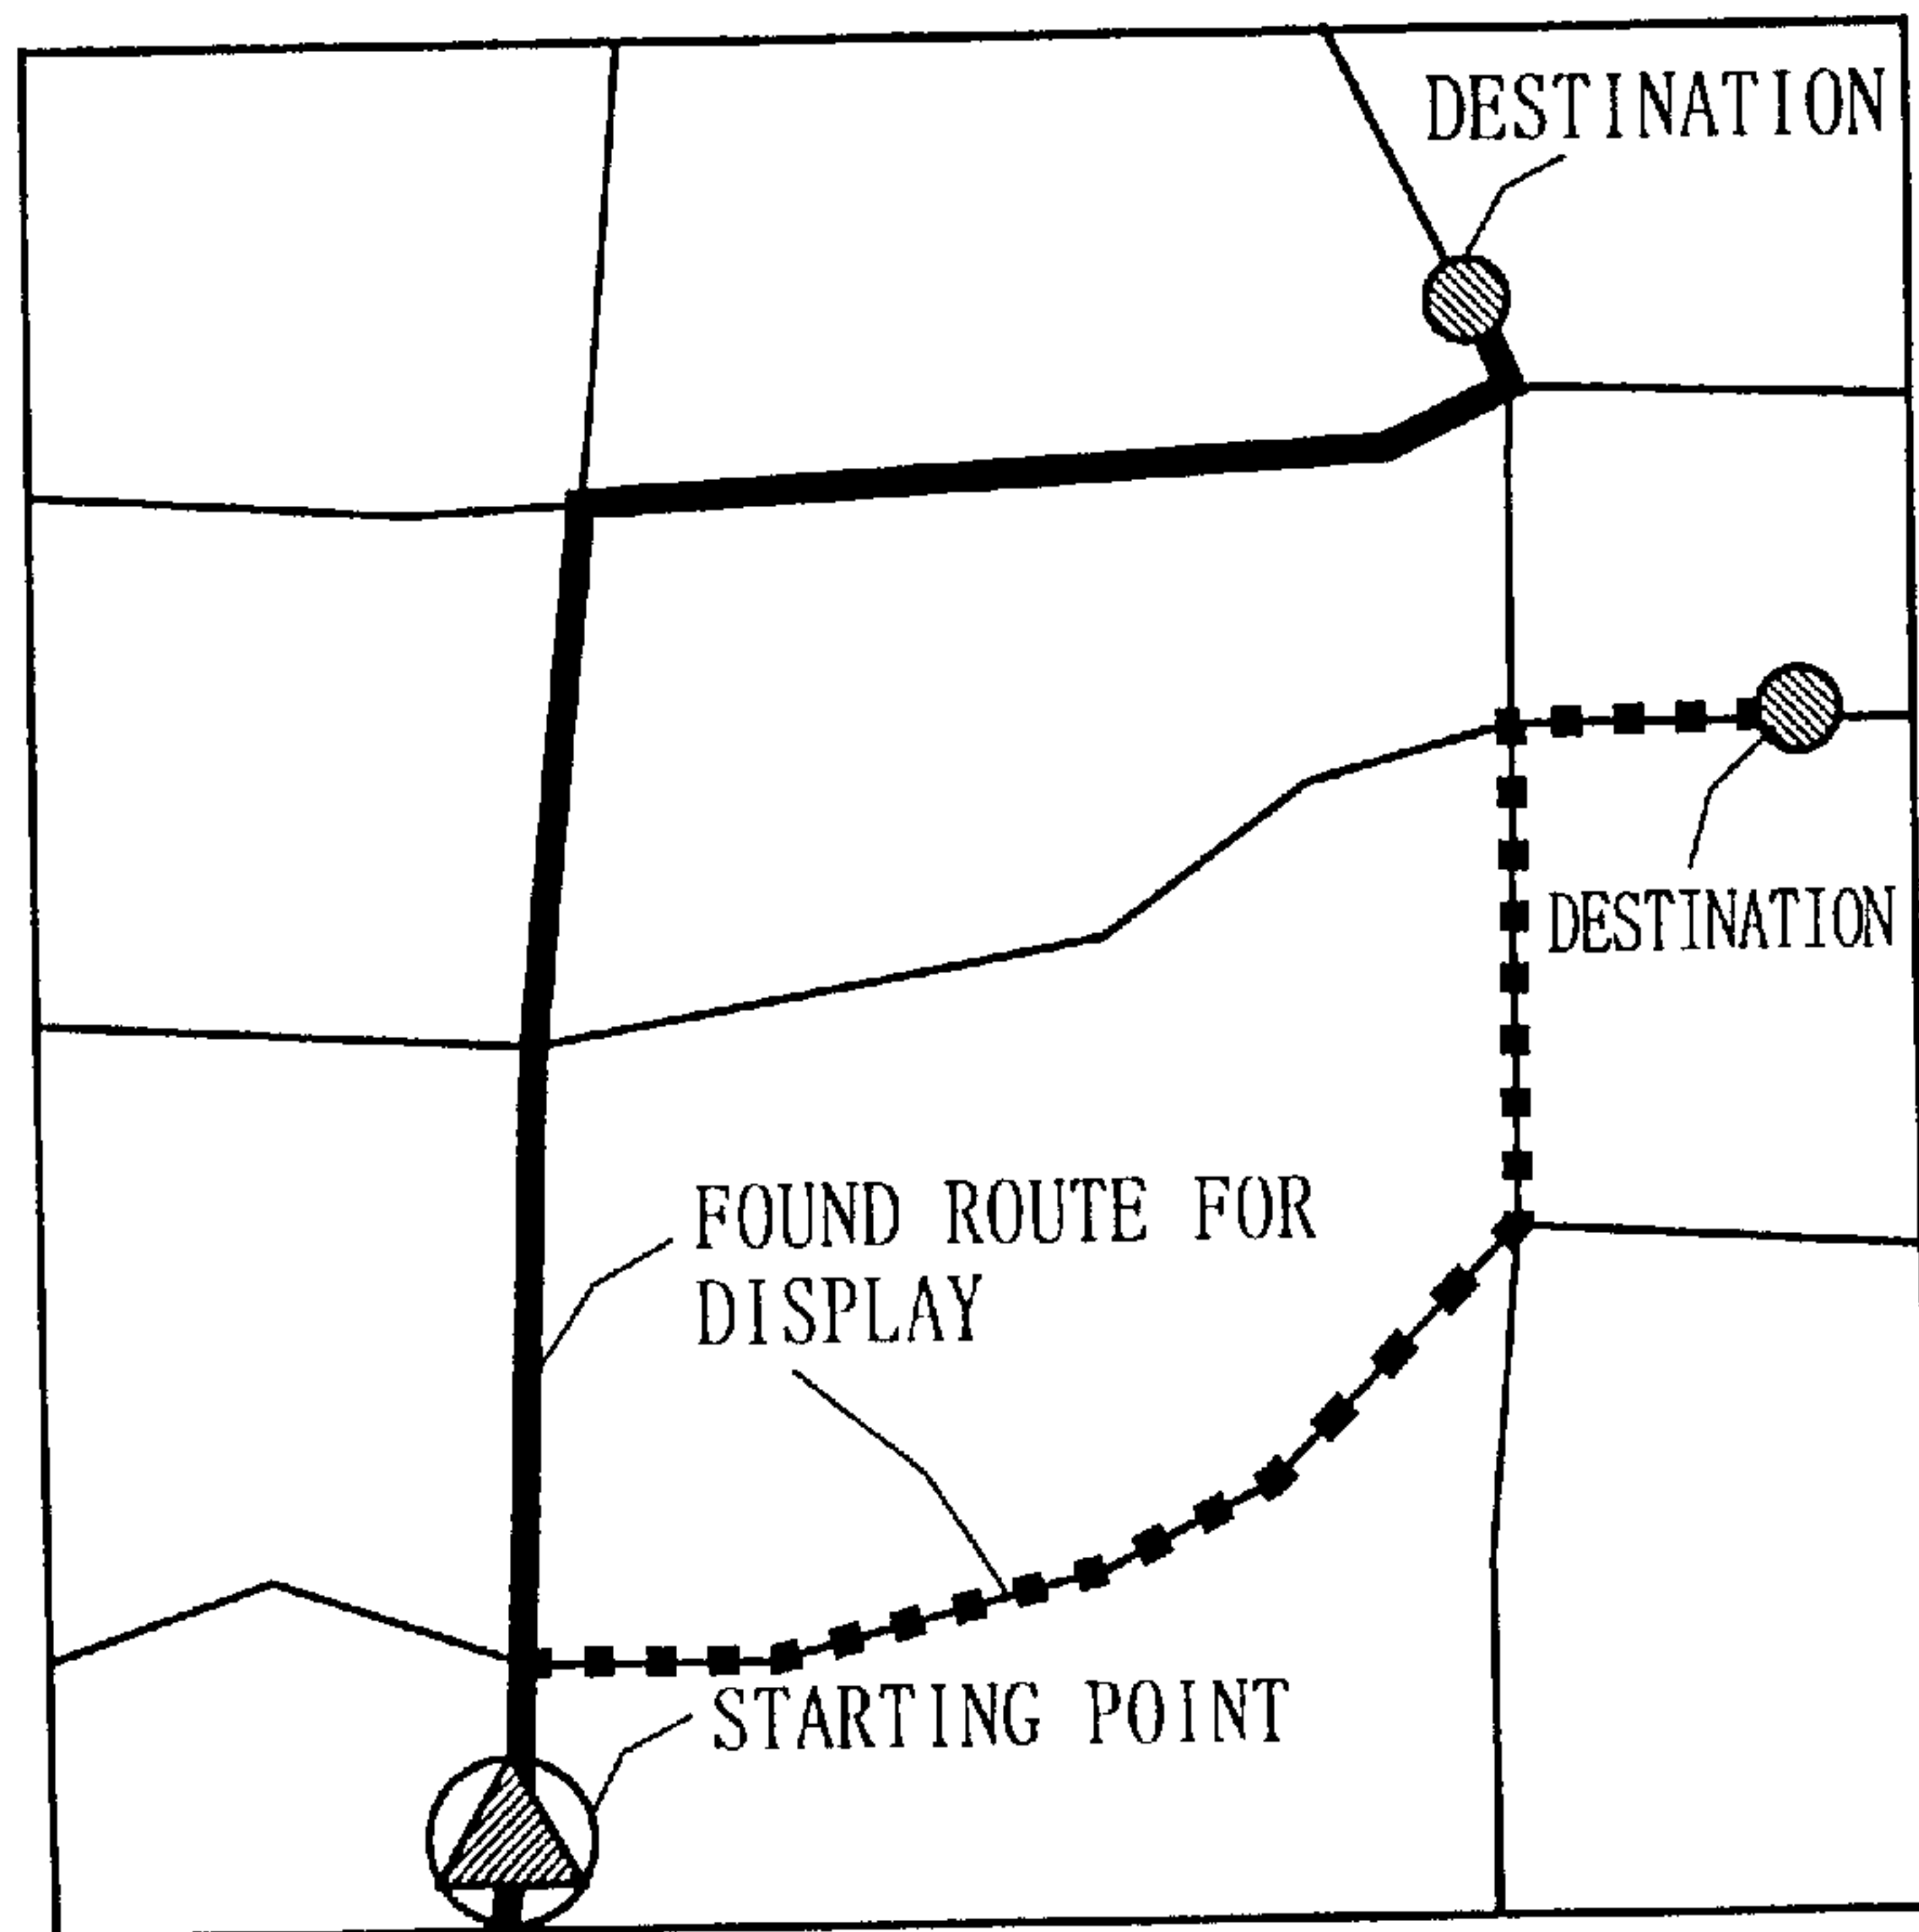 DESTINATION
DESTINATION
FOUND ROUTE FOR
DISPLAY
STARTING POINT